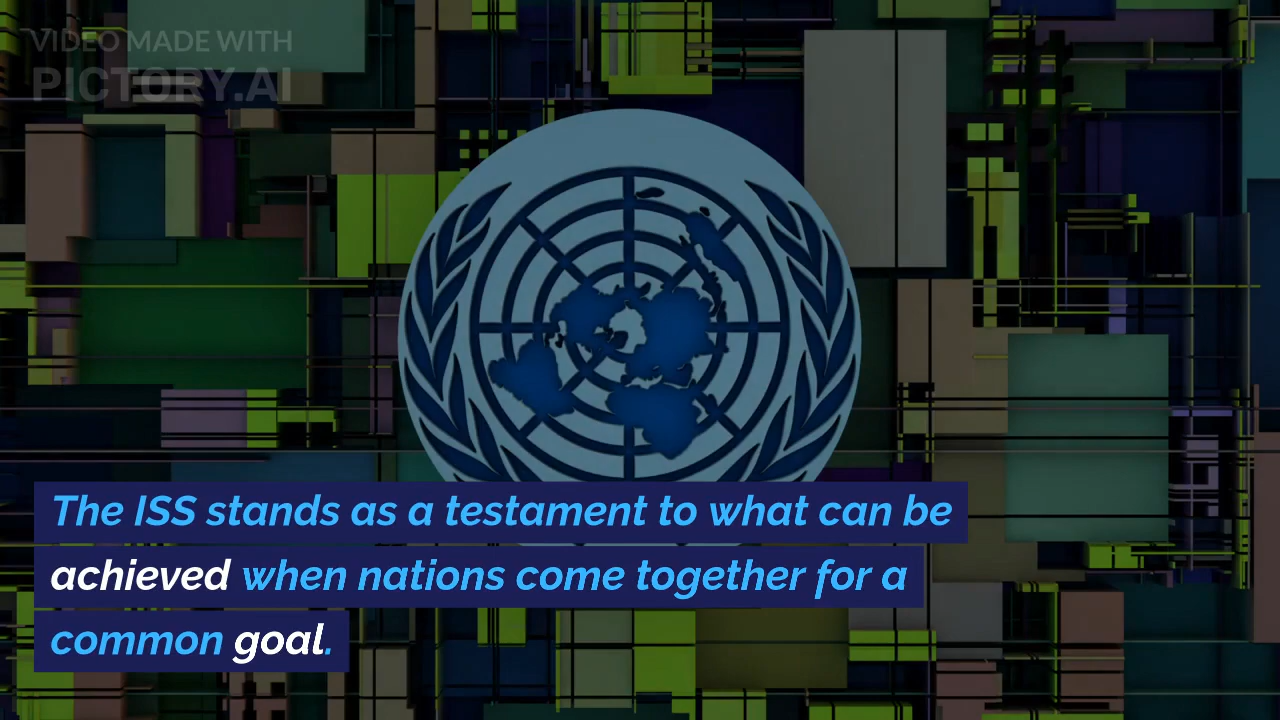 VIDEO MADE WITH
PICTORY.AI
The ISS stands as a testament to what can be
achieved when nations come together for a
common goal.